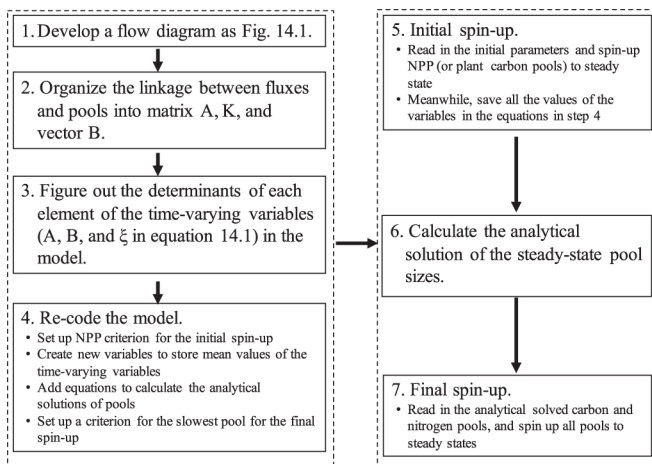 1. Develop a flow diagram as Fig. 14.1.
2. Organize the linkage between fluxes
and pools into matrix A, K, and
vector B.
3. Figure out the determinants of each
element of the time-varying variables
(A, B, and ξ in equation 14.1) in the
model.
4. Re-code the model.
• Set up NPP criterion for the initial spin-up
• Create new variables to store mean values of the
time-varying variables
• Add equations to calculate the analytical
solutions of pools
• Set up a criterion for the slowest pool for the final
spin-up
5. Initial spin-up.
• Read in the initial parameters and spin-up
NPP (or plant carbon pools) to steady
state
• Meanwhile, save all the values of the
variables in the equations in step 4
6. Calculate the analytical
solution of the steady-state pool
sizes.
7. Final spin-up.
• Read in the analytical solved carbon and
nitrogen pools, and spin up all pools to
steady states